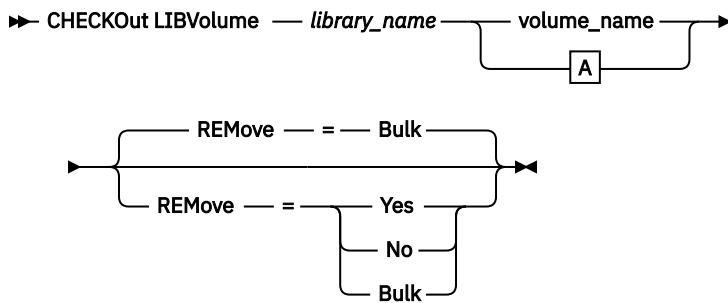 CHECKOut LIBVolume library_name volume_name
A
REMove = Bulk
REMove = Yes
No
Bulk